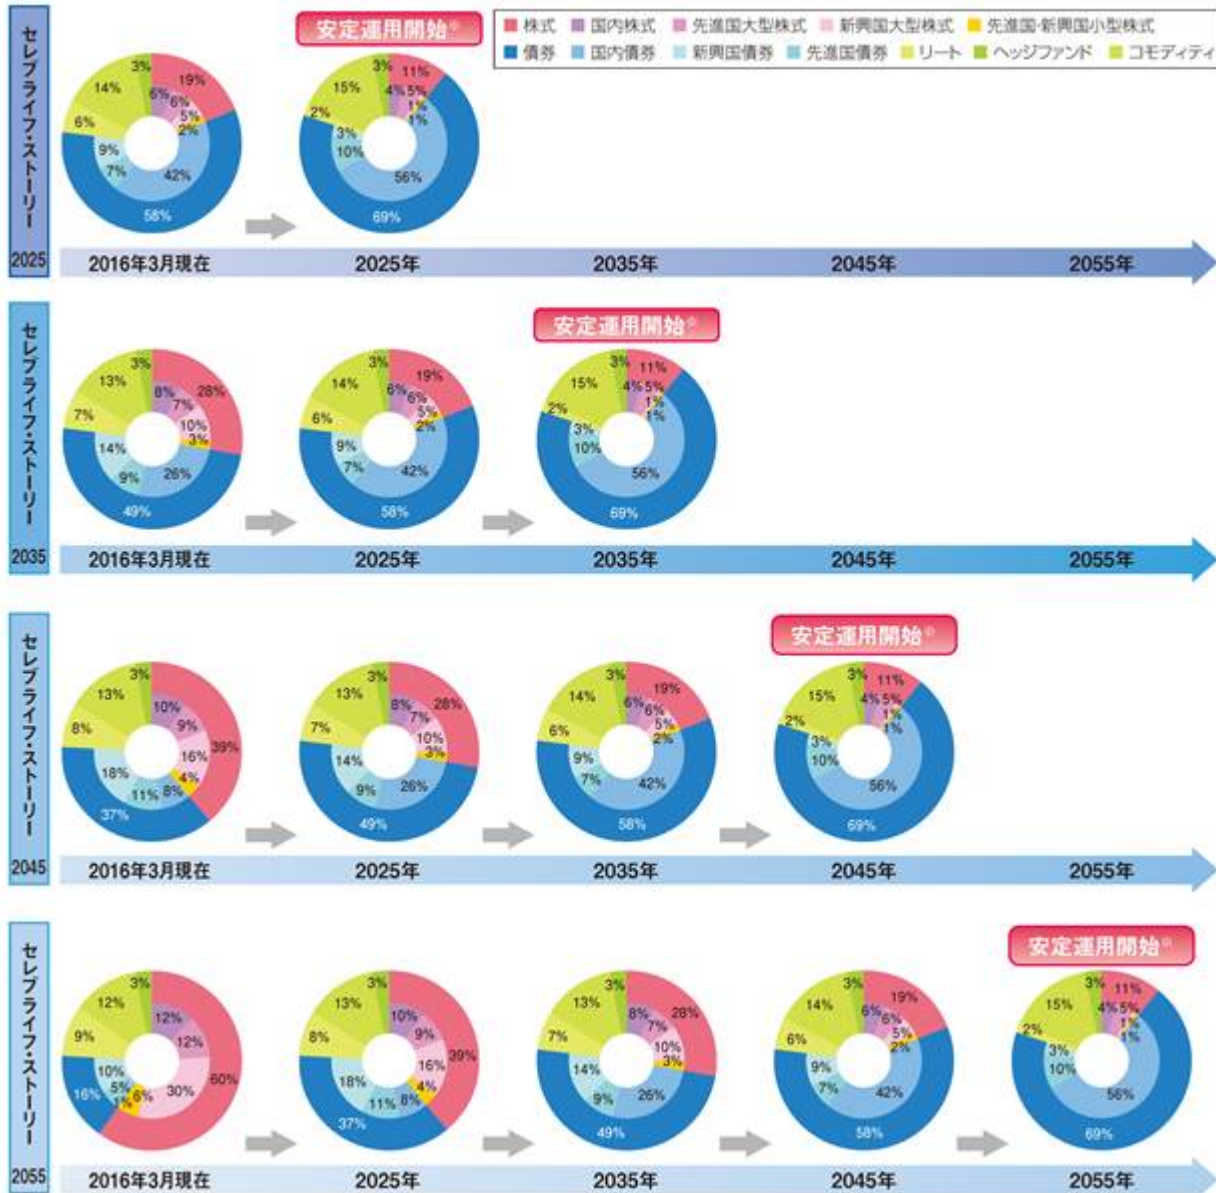 株式 国内株式 先進国大型株式 新興国大型株式 先進国・新興国小型株式
債券 国内債券 新興国債券 先進国債券 リート ヘッジファンド コモディティ
セレブライフ・ストーリー
2025
安定運用開始※
3% 19% 14% 6% 6% 5% 2% 6% 9% 7% 42% 58%
3% 11% 15% 4% 5% 1% 1% 2% 3% 10% 56% 69%
2016年3月現在 2025年 2035年 2045年 2055年
セレブライフ・ストーリー
2035
安定運用開始※
3% 28% 13% 8% 7% 10% 3% 7% 14% 9% 26% 49%
3% 19% 14% 6% 6% 5% 2% 6% 9% 7% 42% 58%
3% 11% 15% 4% 5% 1% 1% 2% 3% 10% 56% 69%
2016年3月現在 2025年 2035年 2045年 2055年
セレブライフ・ストーリー
2045
安定運用開始※
3% 13% 10% 9% 39% 16% 4% 8% 18% 11% 8% 37%
3% 28% 13% 8% 7% 10% 3% 7% 14% 9% 26% 49%
3% 19% 14% 6% 6% 5% 2% 6% 9% 7% 42% 58%
3% 11% 15% 4% 5% 1% 1% 2% 3% 10% 56% 69%
2016年3月現在 2025年 2035年 2045年 2055年
セレブライフ・ストーリー
2055
安定運用開始※
3% 12% 12% 12% 9% 60% 30% 6% 10% 5% 1% 16%
3% 13% 10% 9% 39% 16% 4% 8% 18% 11% 8% 37%
3% 28% 13% 8% 7% 10% 3% 7% 14% 9% 26% 49%
3% 19% 14% 6% 6% 5% 2% 6% 9% 7% 42% 58%
3% 11% 15% 4% 5% 1% 1% 2% 3% 10% 56% 69%
2016年3月現在 2025年 2035年 2045年 2055年